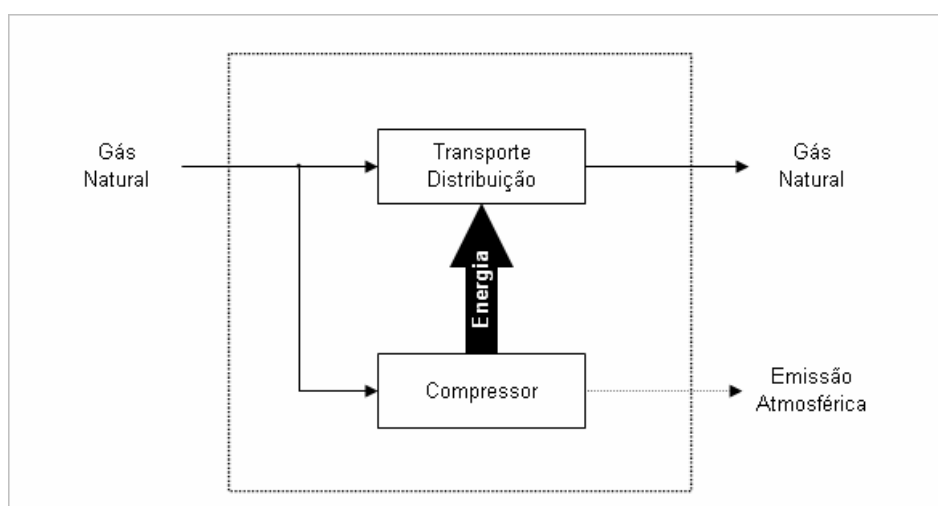 Gás
Natural
Transporte
Distribuição
Gás
Natural
Energia
Compressor
Emissão
Atmosférica